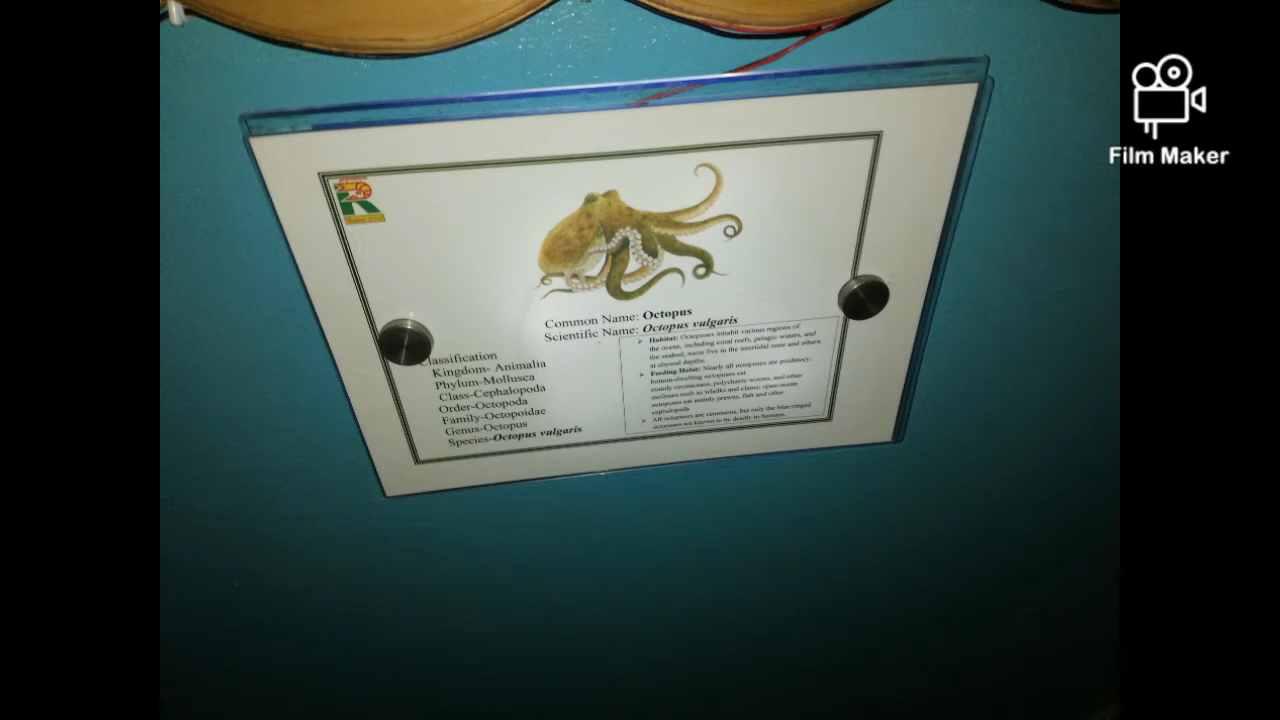 Film Maker
Common Name: Octopus
Scientific Name: Octopus vulgaris
Classification
Kingdom- Animalia
Phylum-Mollusca
Class-Cephalopoda
Order-Octopoda
Family-Octopoidae
Genus-Octopus
Species-Octopus vulgaris
Habitat: Octopuses inhabit various regions of
the ocean, including coral reefs, pelagic waters, and
the seabed; some live in the intertidal zone and others
at abyssal depths.
Feeding Habit: Nearly all octopuses are predatory;
bottom-dwelling octopuses eat
mainly crustaceans, polychaete worms, and other
molluscs such as whelks and clams; open-ocean
octopuses eat mainly prawns, fish and other
cephalopods
All octopuses are venomous, but only the blue-ringed
octopuses are known to be deadly to humans.